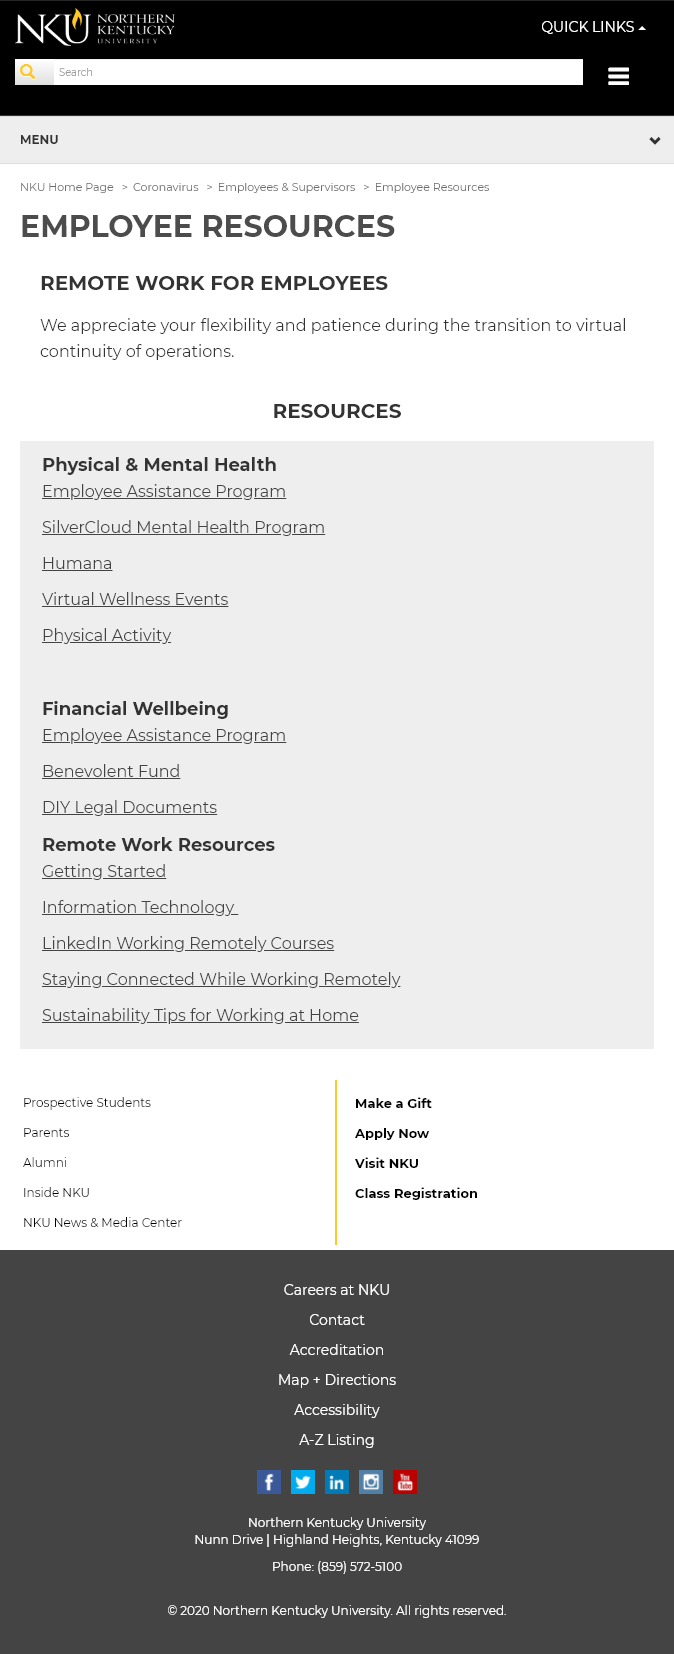 NKU NORTHERN
KENTUCKY
UNIVERSITY
QUICK LINKS
Search
MENU
NKU Home Page > Coronavirus > Employees & Supervisors > Employee Resources
EMPLOYEE RESOURCES
REMOTE WORK FOR EMPLOYEES
We appreciate your flexibility and patience during the transition to virtual
continuity of operations.
RESOURCES
Physical & Mental Health
Employee Assistance Program
SilverCloud Mental Health Program
Humana
Virtual Wellness Events
Physical Activity
Financial Wellbeing
Employee Assistance Program
Benevolent Fund
DIY Legal Documents
Remote Work Resources
Getting Started
Information Technology
LinkedIn Working Remotely Courses
Staying Connected While Working Remotely
Sustainability Tips for Working at Home
Prospective Students
Parents
Alumni
Inside NKU
NKU News & Media Center
Make a Gift
Apply Now
Visit NKU
Class Registration
Careers at NKU
Contact
Accreditation
Map + Directions
Accessibility
A-Z Listing
f in You Tube
Northern Kentucky University
Nunn Drive | Highland Heights, Kentucky 41099
Phone: (859) 572-5100
© 2020 Northern Kentucky University. All rights reserved.